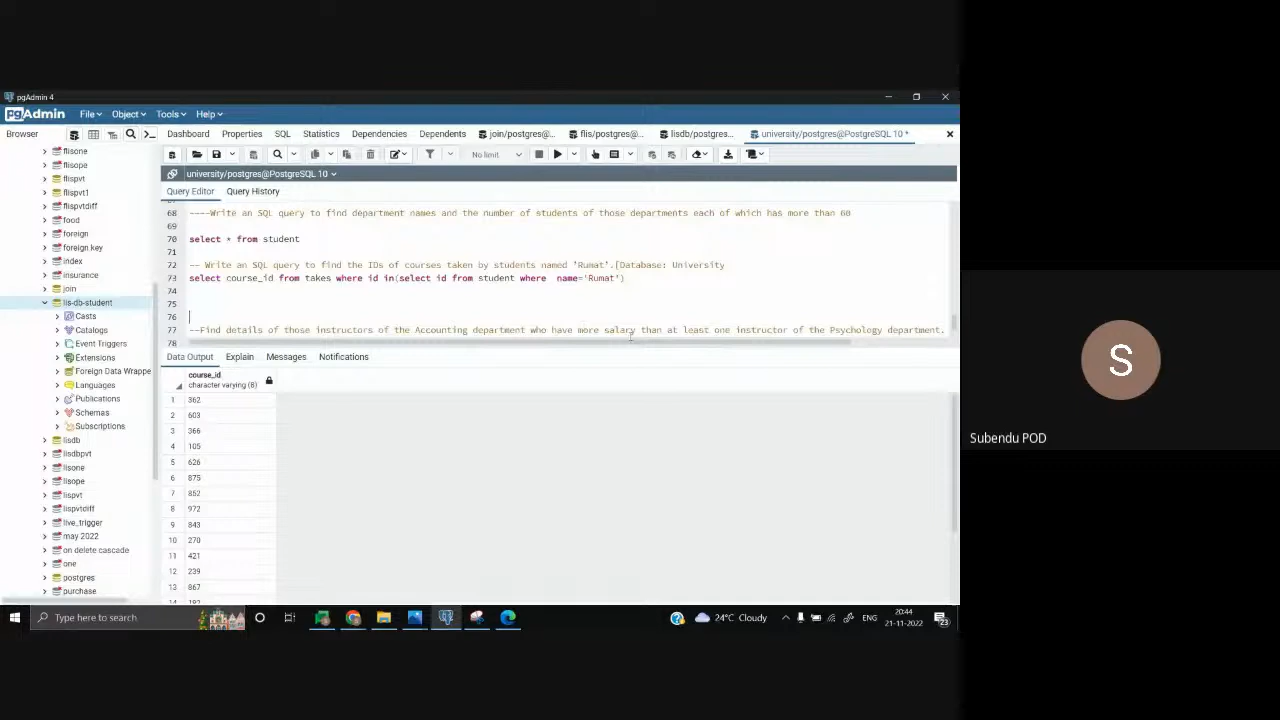 pgAdmin 4
pgAdmin File Object Tools Help
Browser
Dashboard Properties SQL Statistics Dependencies Dependents join/postgres@... flis/postgres@... lisdb/postgres... university/postgres@PostgreSQL 10 *
No limit
university/postgres@PostgreSQL 10
Query Editor Query History
flisone
flisope
flispvt
flispvt1
flispvtdiff
food
foreign
foreign key
index
insurance
join
lis-db-student
Casts
Catalogs
Event Triggers
Extensions
Foreign Data Wrappe
Languages
Publications
Schemas
Subscriptions
lisdb
lisdbpvt
lisone
lisope
lispvt
lispvtdiff
live_trigger
may 2022
on delete cascade
one
postgres
purchase
68 ----Write an SQL query to find department names and the number of students of those departments each of which has more than 60
69
70 select * from student
71
72 -- Write an SQL query to find the IDs of courses taken by students named 'Rumat'.[Database: University
73 select course_id from takes where id in(select id from student where name='Rumat')
74
75
76
77 --Find details of those instructors of the Accounting department who have more salary than at least one instructor of the Psychology department.
78
Data Output Explain Messages Notifications
course_id
character varying (8)
1 362
2 603
3 366
4 105
5 626
6 875
7 852
8 972
9 843
10 270
11 421
12 239
13 867
14 192
S
Subendu POD
Type here to search
24°C Cloudy
ENG
20:44
21-11-2022
23